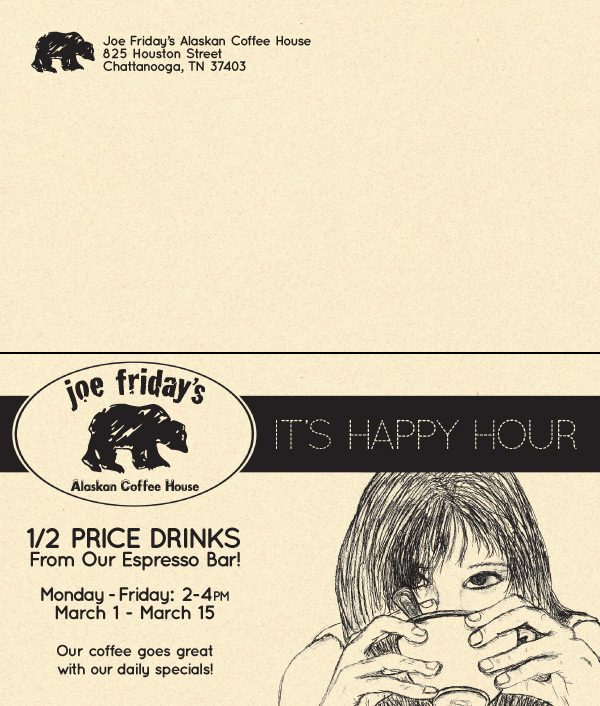 Joe Friday's Alaskan Coffee House
825 Houston Street
Chattanooga, TN 37403
joe friday's
Alaskan Coffee House
IT'S HAPPY HOUR
1/2 PRICE DRINKS
From Our Espresso Bar!
Monday - Friday: 2-4PM
March 1 - March 15
Our coffee goes great
with our daily specials!